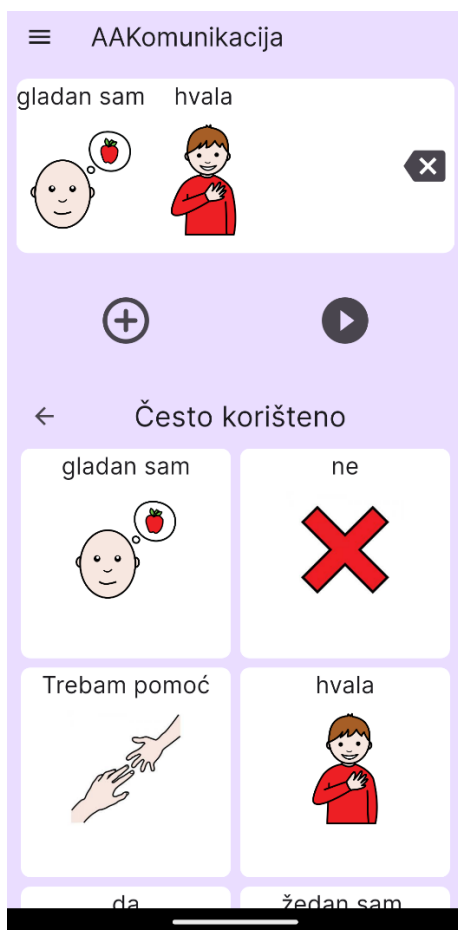 AAKomunikacija
gladan sam hvala
Često korišteno
gladan sam ne
Trebam pomoć hvala
da žedan sam